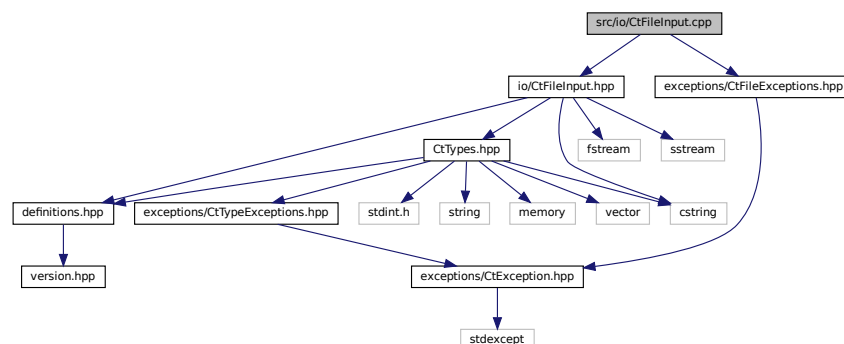 src/io/CtFileInput.cpp
io/CtFileInput.hpp
exceptions/CtFileExceptions.hpp
CtTypes.hpp
fstream
sstream
definitions.hpp
exceptions/CtTypeExceptions.hpp
stdint.h
string
memory
vector
cstring
version.hpp
exceptions/CtException.hpp
stdexcept